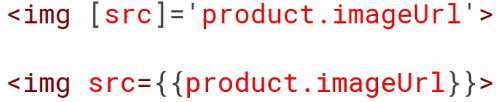 <img [src]='product.imageUrl'>
<img src={{product.imageUrl}}>